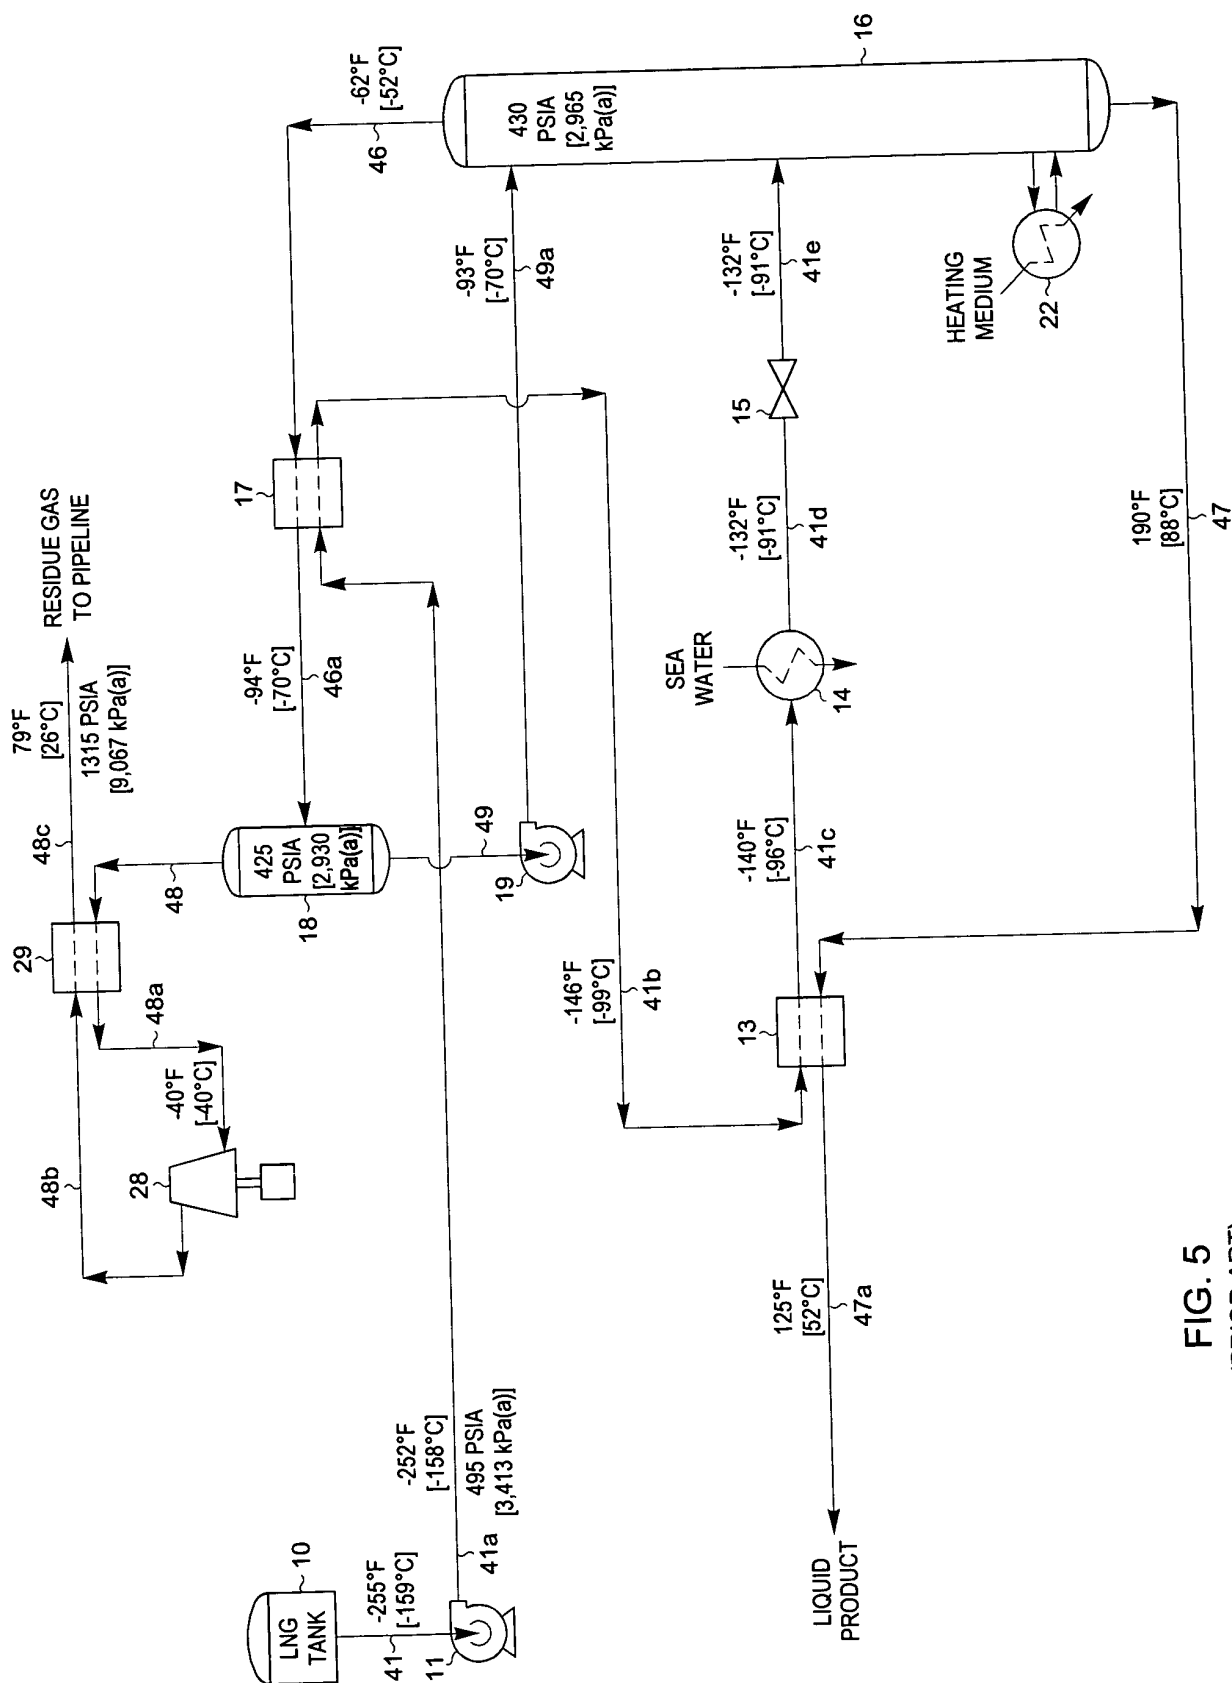 LNG
TANK
10
41
-255°F
[-159°C]
11
41a
-252°F
[-158°C]
495 PSIA
[3,413 kPa(a)]
48b
28
-40°F
[-40°C]
48a
29
48
48c
79°F
[26°C]
1315 PSIA
[9,067 kPa(a)]
RESIDUE GAS
TO PIPELINE
425
PSIA
[2,930
kPa(a)]
18
49
19
-94°F
[-70°C]
46a
17
-62°F
[-52°C]
46
-93°F
[-70°C]
49a
430
PSIA
[2,965
kPa(a)]
16
-146°F
[-99°C]
41b
13
-140°F
[-96°C]
41c
SEA
WATER
14
-132°F
[-91°C]
41d
15
-132°F
[-91°C]
41e
HEATING
MEDIUM
22
190°F
[88°C]
47
125°F
[52°C]
47a
LIQUID
PRODUCT
FIG. 5
(PRIOR ART)